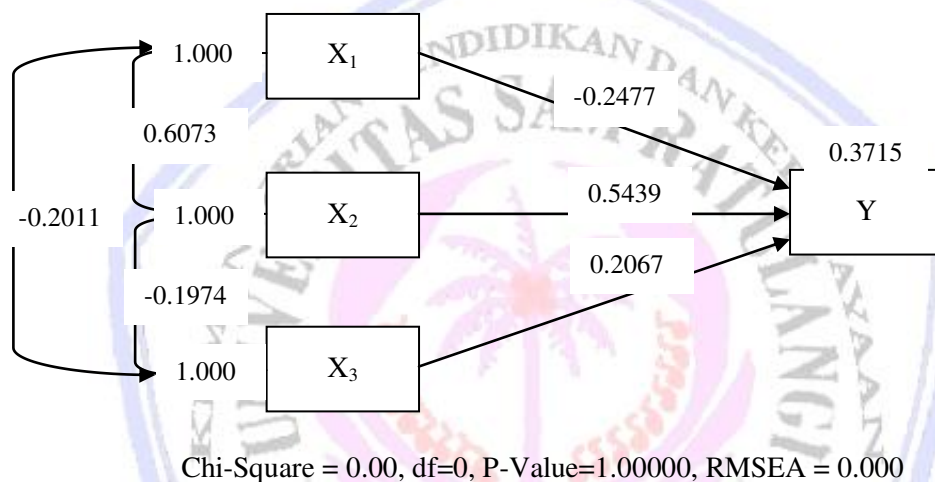 1.000
X₁
-0.2477
0.6073
0.3715
-0.2011
1.000
X₂
0.5439
Y
-0.1974
0.2067
1.000
X₃
Chi-Square = 0.00, df=0, P-Value=1.00000, RMSEA = 0.000